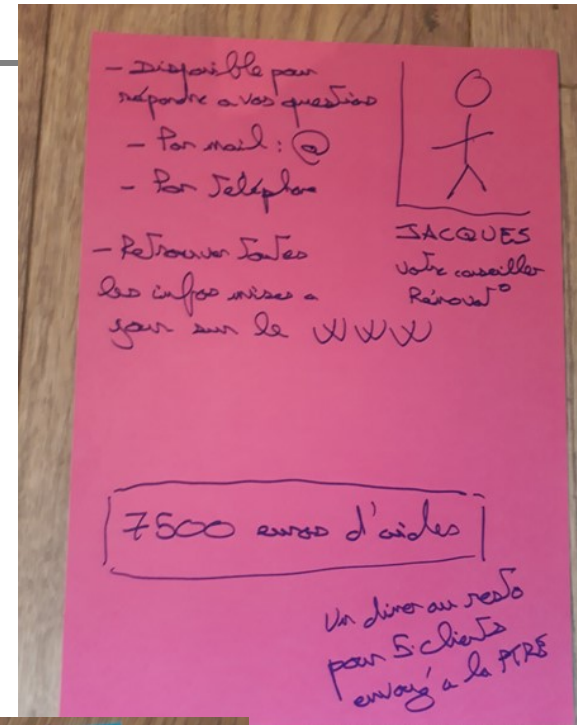 - Disponible pour
répondre a vos questions
- Par mail : @
- Par Téléphone
- Retrouver Toutes
les infos mises a
jour sur le WWW
JACQUES
Votre conseiller
Rénovat°
7500 euros d'aides
Un diner au resto
pour 5 clients
envoyé a la PTRE